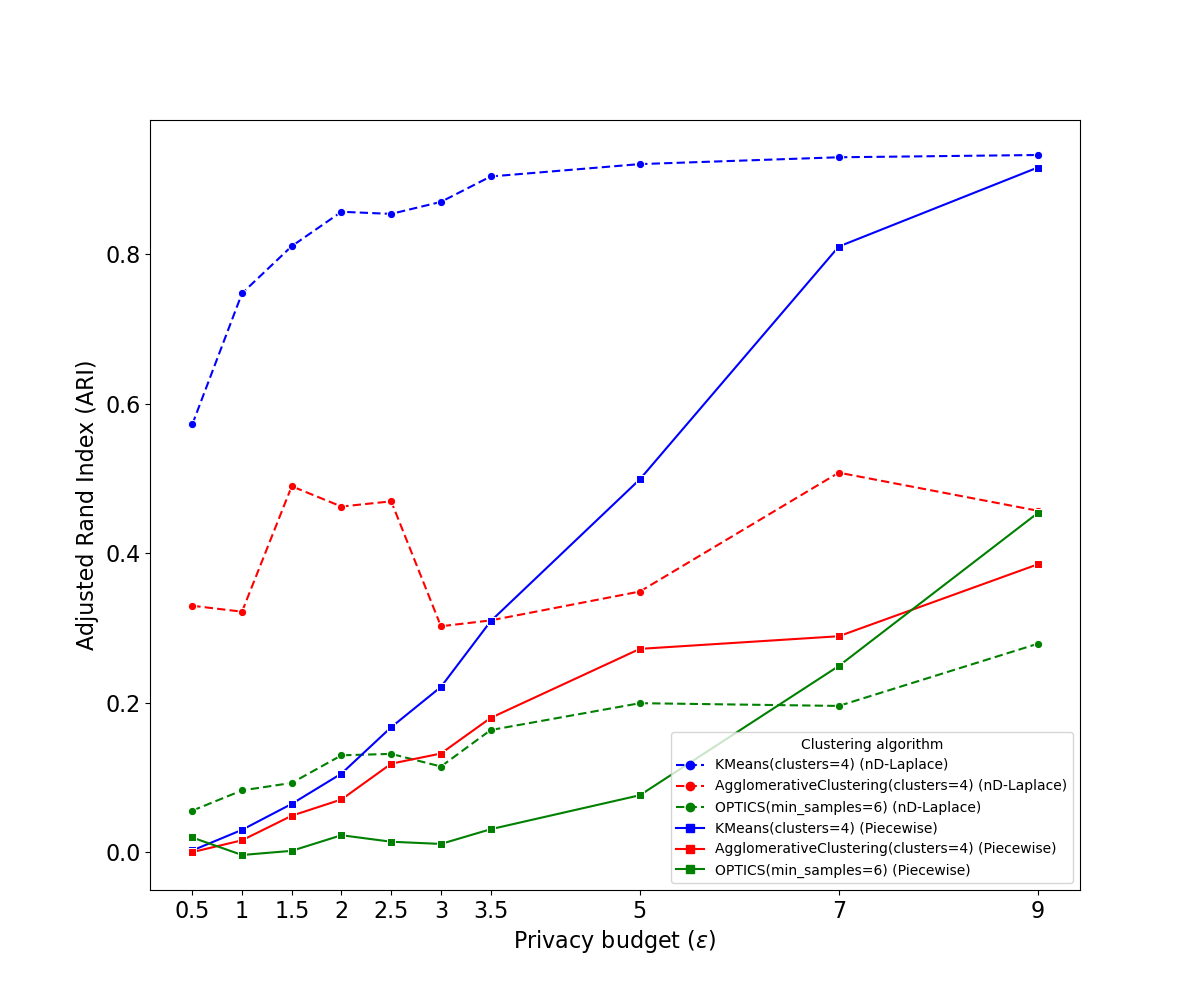 Adjusted Rand Index (ARI)
0.8
0.6
0.4
0.2
0.0
0.5 1 1.5 2 2.5 3 3.5 5 7 9
Privacy budget (ε)
Clustering algorithm
KMeans(clusters=4) (nD-Laplace)
AgglomerativeClustering(clusters=4) (nD-Laplace)
OPTICS(min_samples=6) (nD-Laplace)
KMeans(clusters=4) (Piecewise)
AgglomerativeClustering(clusters=4) (Piecewise)
OPTICS(min_samples=6) (Piecewise)